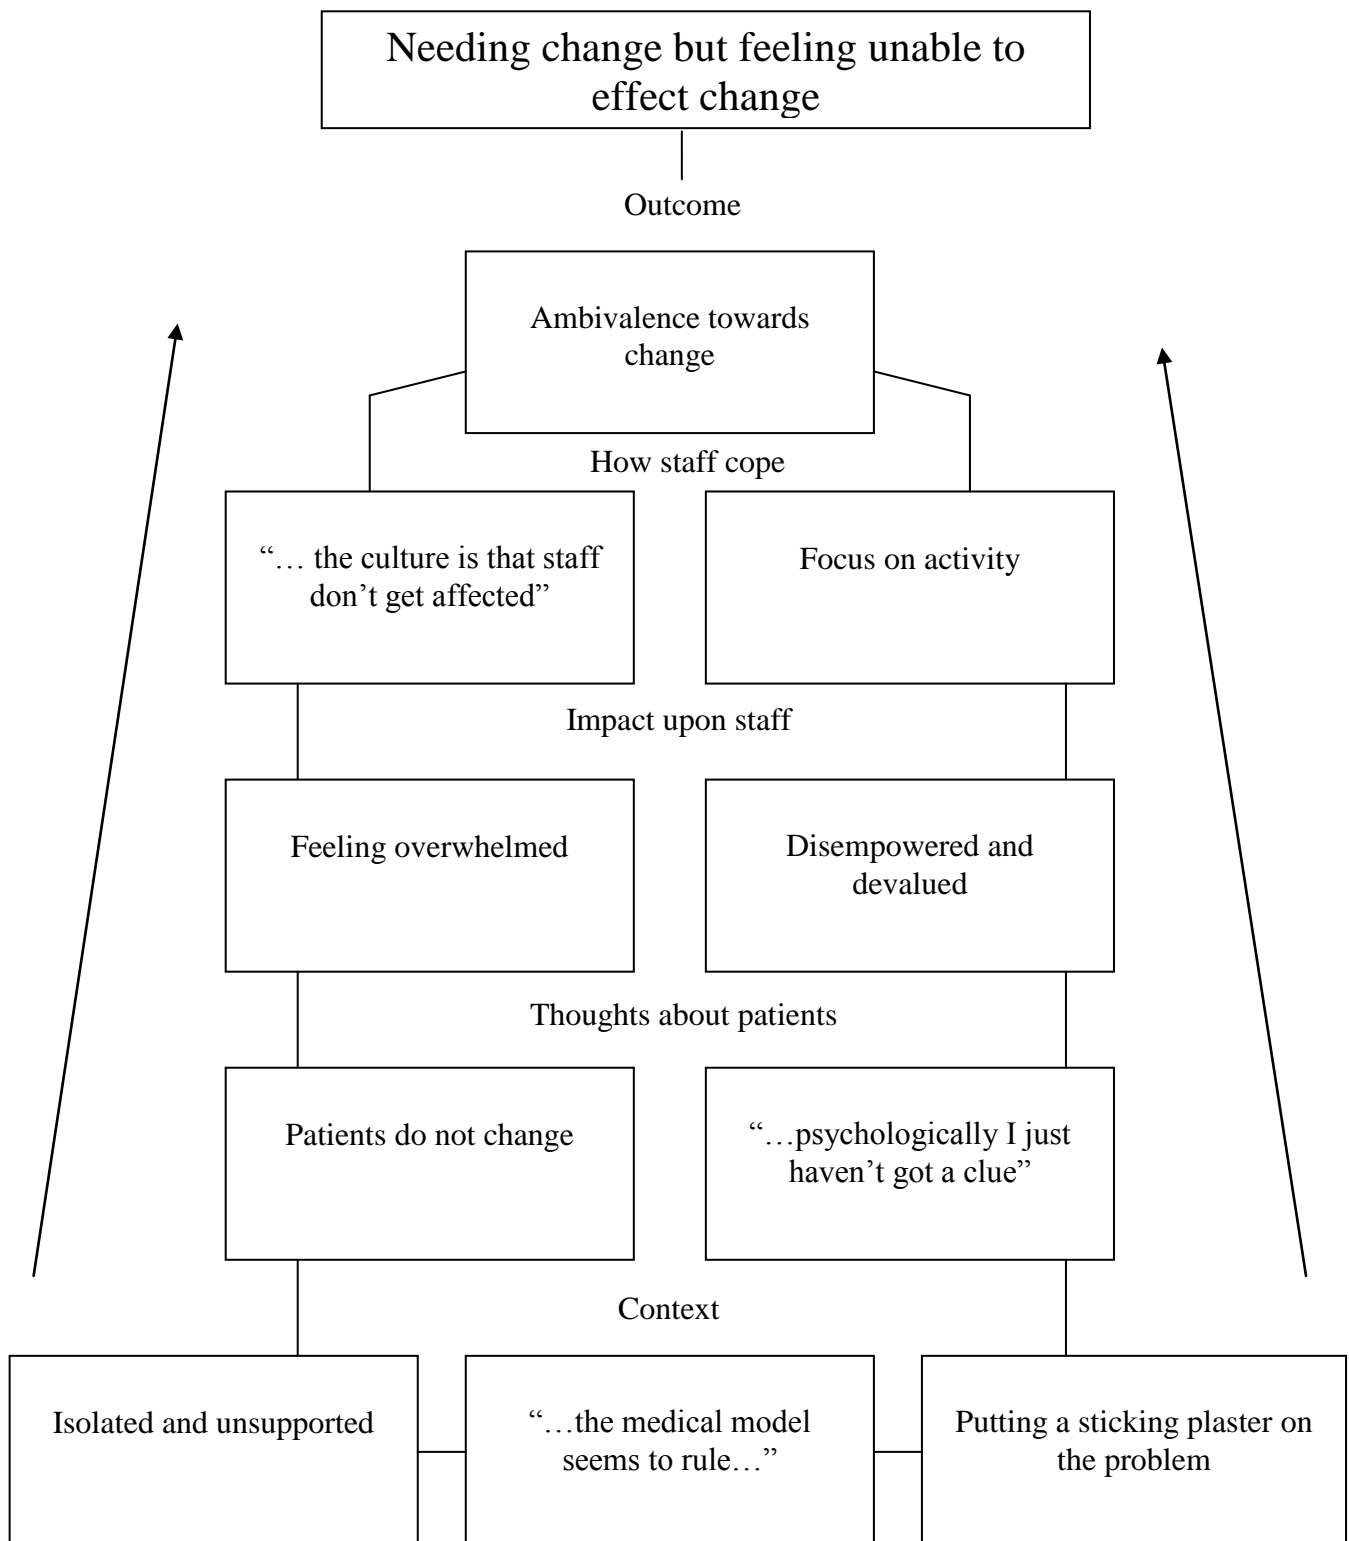 Needing change but feeling unable to
effect change
Outcome
Ambivalence towards
change
How staff cope
“… the culture is that staff
don’t get affected”
Focus on activity
Impact upon staff
Feeling overwhelmed
Disempowered and
devalued
Thoughts about patients
Patients do not change
“…psychologically I just
haven’t got a clue”
Context
Isolated and unsupported
“…the medical model
seems to rule…”
Putting a sticking plaster on
the problem